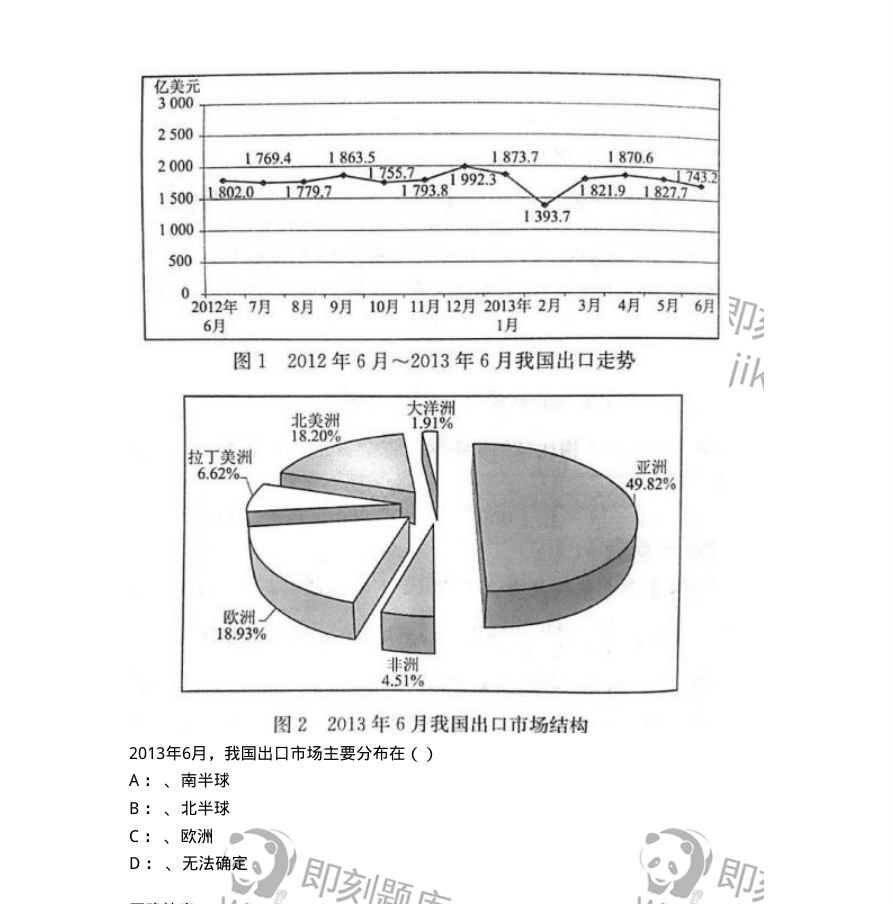 亿美元
3 000
2 500
2 000
1 500
1 000
500
0
1 769.4
1 863.5
1 873.7
1 870.6
1 755.7
1 743.2
1 802.0
1 779.7
1 793.8
1 992.3
1 821.9
1 827.7
1 393.7
2012年 7月 8月 9月 10月 11月 12月 2013年 2月 3月 4月 5月 6月
6月 1月
图 1 2012 年 6 月～2013 年 6 月我国出口走势
大洋洲
1.91%
北美洲
18.20%
拉丁美洲
6.62%
亚洲
49.82%
欧洲
18.93%
非洲
4.51%
图 2 2013 年 6 月我国出口市场结构
2013年6月，我国出口市场主要分布在（ ）
A： 、南半球
B： 、北半球
C： 、欧洲
D： 、无法确定
即刻题库